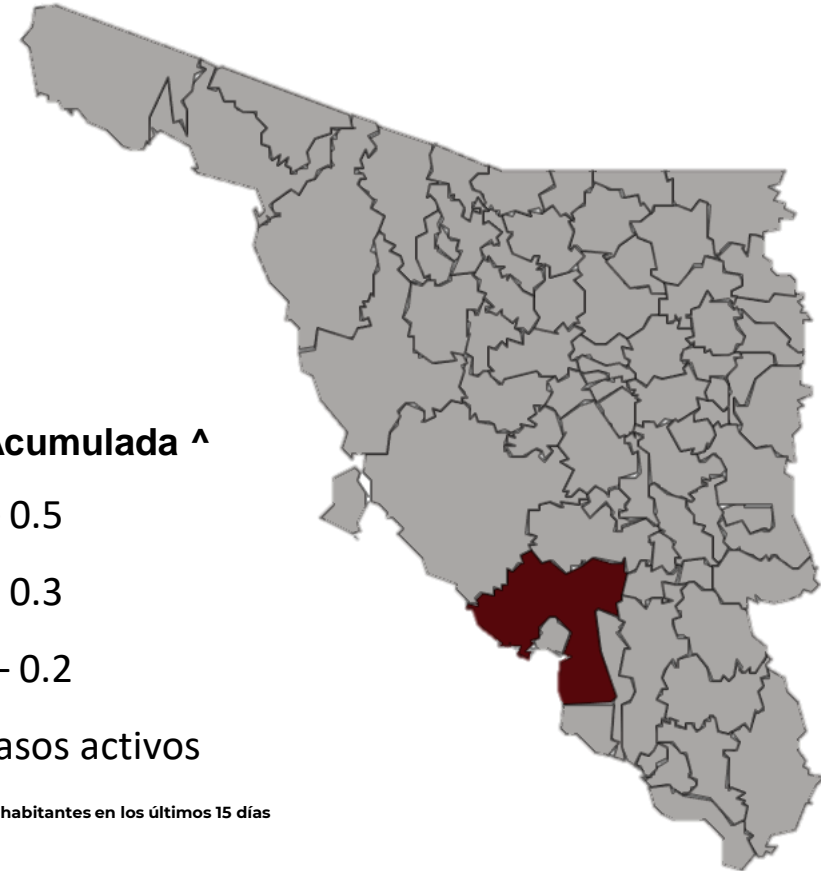 Acumulada ^
0.5
0.3
- 0.2
asos activos
habitantes en los últimos 15 días